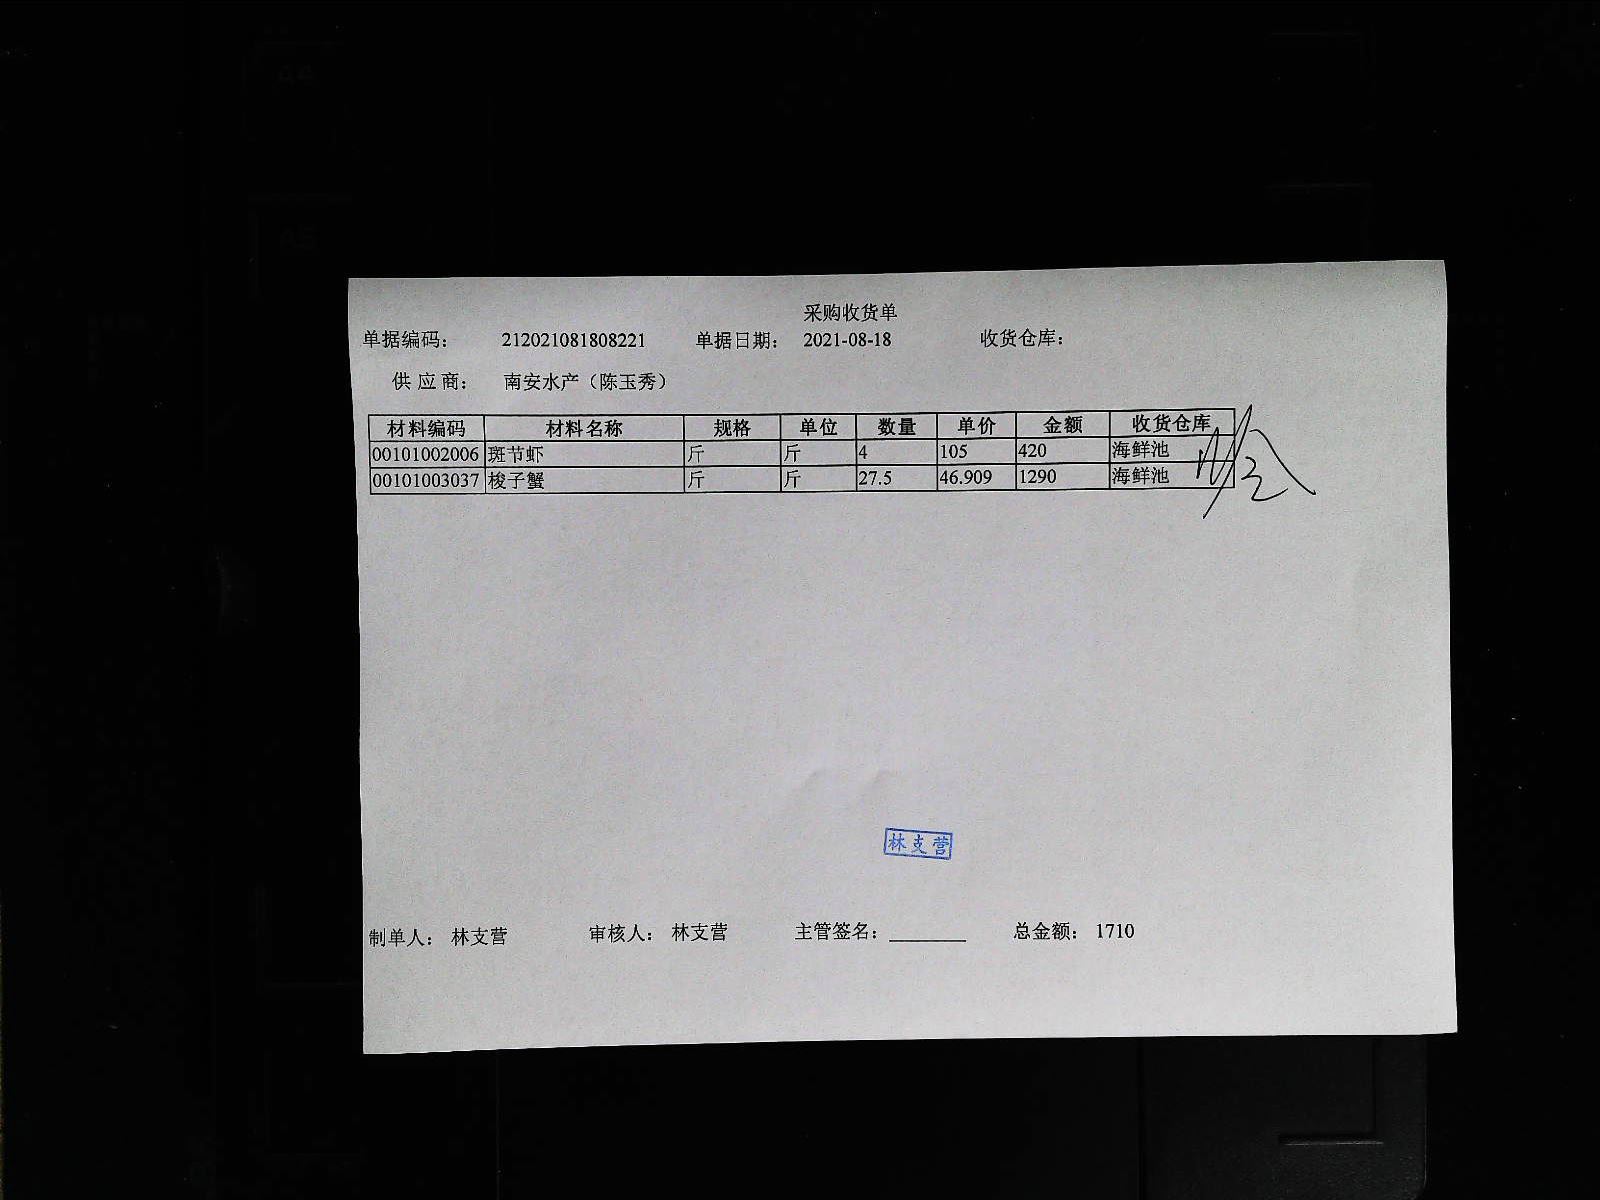 采购收货单
单据编码： 212021081808221 单据日期： 2021-08-18 收货仓库：
供应商： 南安水产（陈玉秀）
材料编码 材料名称 规格 单位 数量 单价 金额 收货仓库
00101002006 斑节虾 斤 斤 4 105 420 海鲜池
00101003037 梭子蟹 斤 斤 27.5 46.909 1290 海鲜池
林支营
制单人： 林支营 审核人： 林支营 主管签名： 总金额： 1710